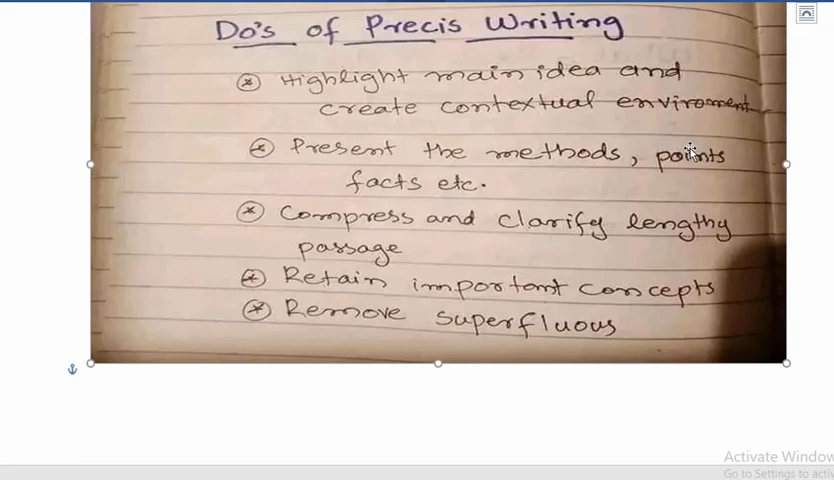 Do's of Precis Writing
Highlight main idea and
create contextual enviroment
Present the methods, points
facts etc.
Compress and clarify lengthy
passage
Retain important concepts
Remove superfluous
Activate Window
Go to Settings to activ